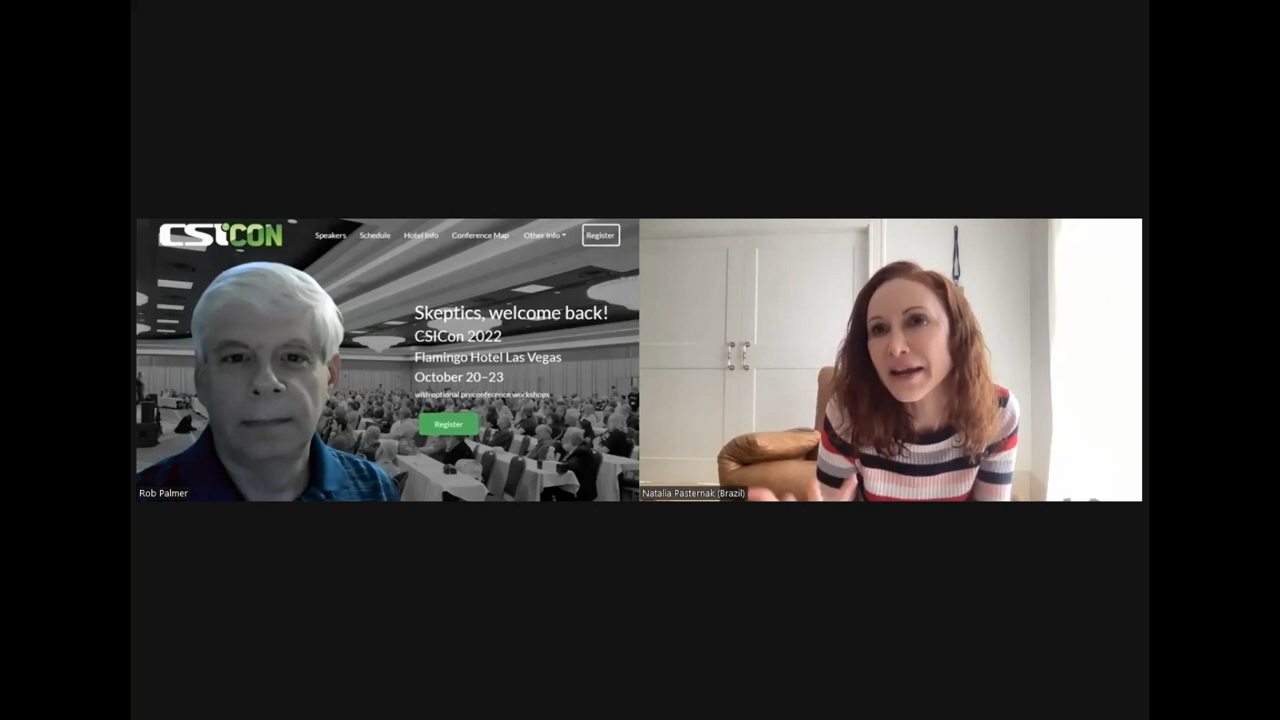 CSICON
Speakers Schedule Hotel Info Conference Map Other Info Register
Skeptics, welcome back!
CSICon 2022
Flamingo Hotel Las Vegas
October 20–23
with optional preconference workshops
Register
Rob Palmer
Natalia Pasternak (Brazil)